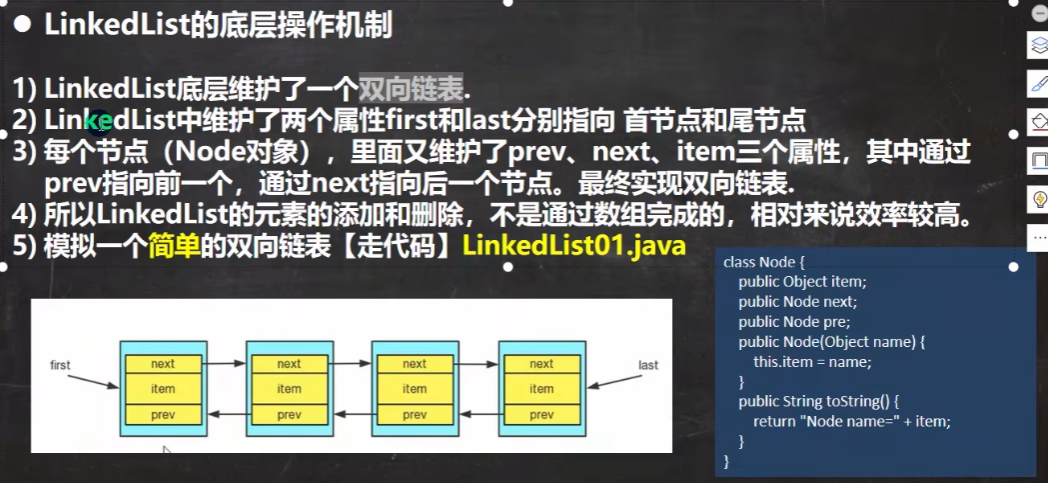 ● LinkedList的底层操作机制
1) LinkedList底层维护了一个双向链表.
2) LinkedList中维护了两个属性first和last分别指向 首节点和尾节点
3) 每个节点（Node对象），里面又维护了prev、next、item三个属性，其中通过
prev指向前一个，通过next指向后一个节点。最终实现双向链表.
4) 所以LinkedList的元素的添加和删除，不是通过数组完成的，相对来说效率较高。
5) 模拟一个简单的双向链表【走代码】LinkedList01.java
first
next next next next
item item item item
prev prev prev prev
last
class Node {
public Object item;
public Node next;
public Node pre;
public Node(Object name) {
this.item = name;
}
public String toString() {
return "Node name=" + item;
}
}